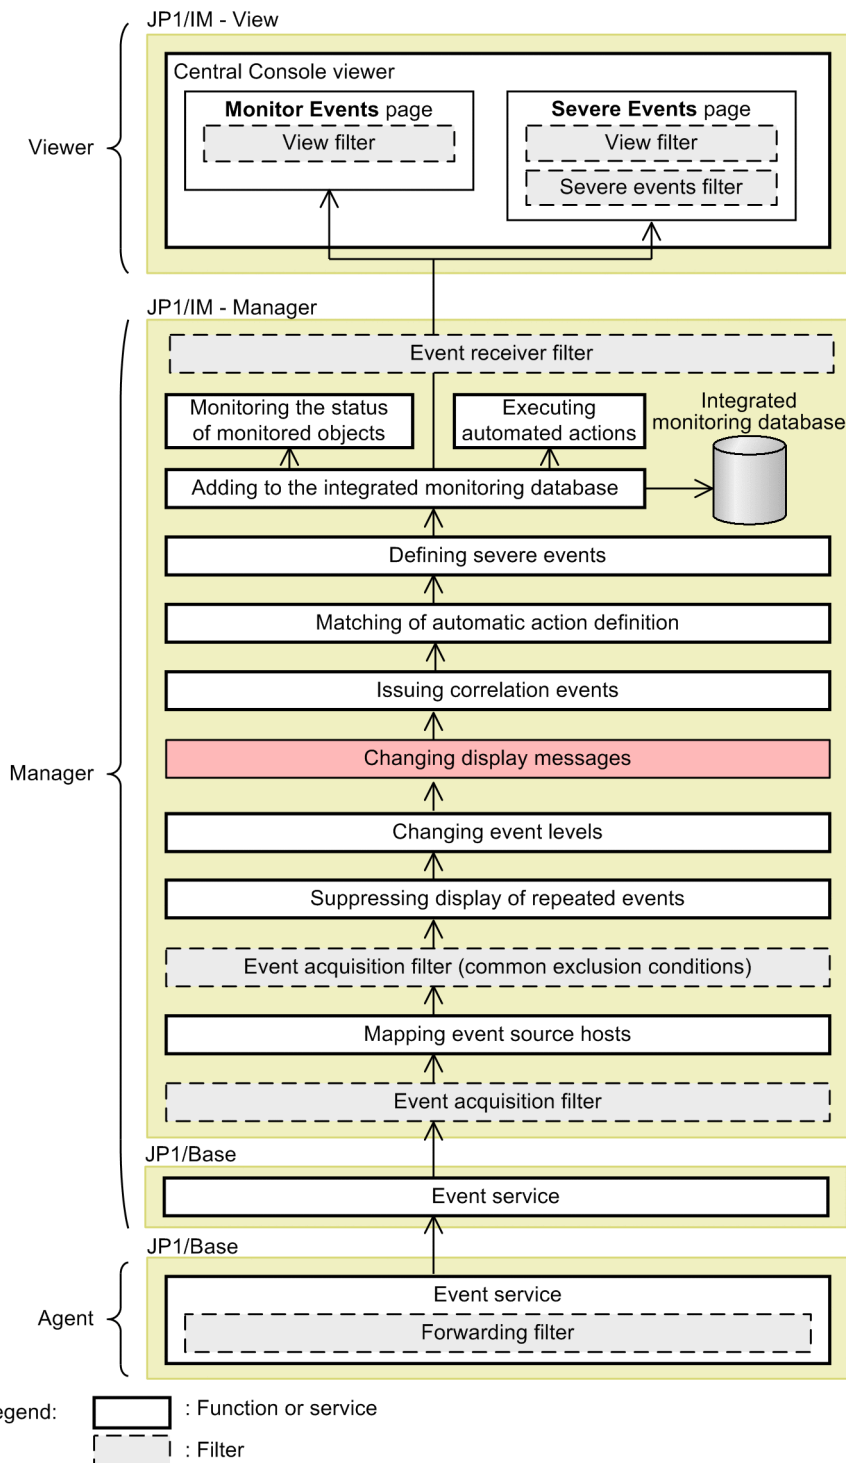 JP1/IM - View
Central Console viewer
Monitor Events page
View filter
Severe Events page
View filter
Severe events filter
Viewer
JP1/IM - Manager
Event receiver filter
Monitoring the status
of monitored objects
Executing
automated actions
Integrated
monitoring database
Adding to the integrated monitoring database
Defining severe events
Matching of automatic action definition
Issuing correlation events
Changing display messages
Manager
Changing event levels
Suppressing display of repeated events
Event acquisition filter (common exclusion conditions)
Mapping event source hosts
Event acquisition filter
JP1/Base
Event service
JP1/Base
Event service
Agent
Forwarding filter
egend:
: Function or service
: Filter